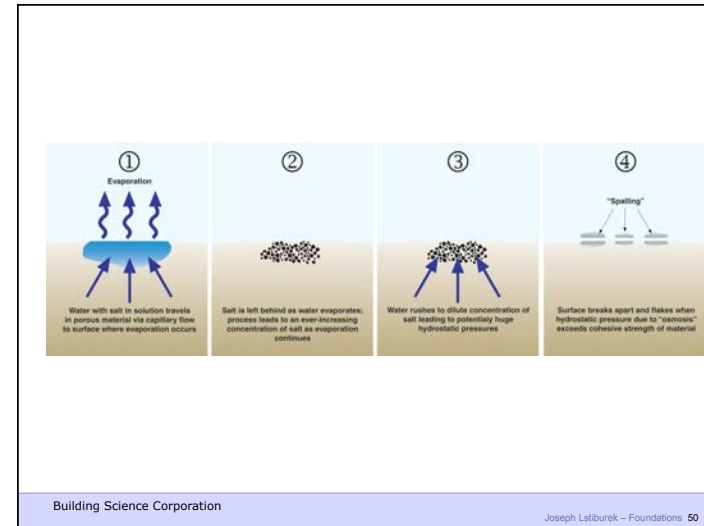 ①
Evaporation
Water with salt in solution travels
in porous material via capillary flow
to surface where evaporation occurs
②
Salt is left behind as water evaporates;
process leads to an ever-increasing
concentration of salt as evaporation
continues
③
Water rushes to dilute concentration of
salt leading to potentialy huge
hydrostatic pressures
④
"Spalling"
Surface breaks apart and flakes when
hydrostatic pressure due to "osmosis"
exceeds cohesive strength of material
Building Science Corporation
Joseph Lstiburek – Foundations 50